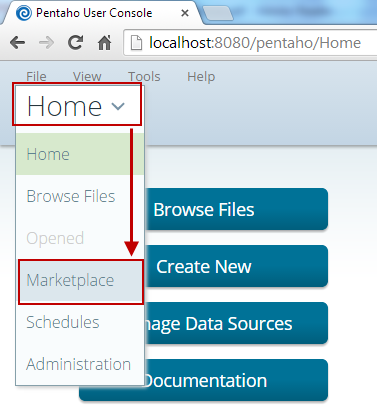 Pentaho User Console
localhost:8080/pentaho/Home
File View Tools Help
Home
Home
Browse Files
Browse Files
Opened
Create New
Marketplace
Schedules
nage Data Sources
Administration
Documentation